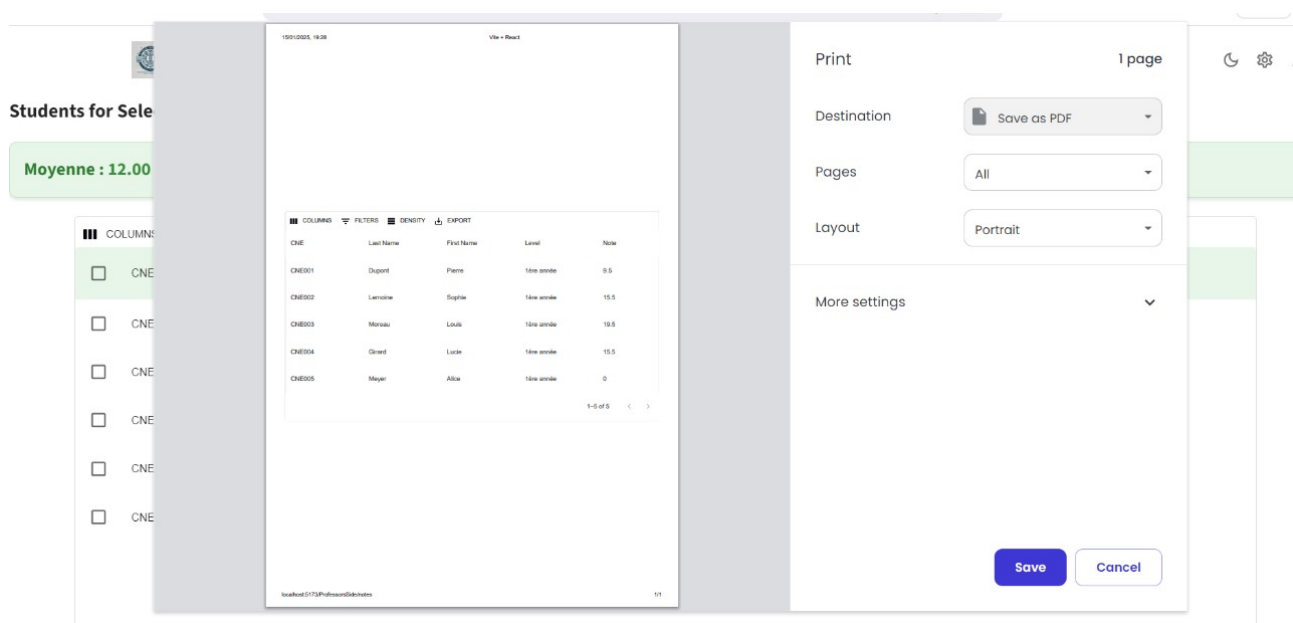 15/01/2025, 19:28 Vite + React
Print 1 page
Students for Sele
Destination Save as PDF
Moyenne : 12.00
Pages All
Layout Portrait
COLUMNS
COLUMNS FILTERS DENSITY EXPORT
CNE Last Name First Name Level Note
CNE001 Dupont Pierre 1ère année 9.5
CNE002 Lemoine Sophie 1ère année 15.5
CNE003 Moreau Louis 1ère année 19.5
CNE004 Girard Lucie 1ère année 15.5
CNE005 Meyer Alice 1ère année 0
1–5 of 5
CNE
CNE
CNE
CNE
CNE
CNE
More settings
Save Cancel
localhost:5173/ProfessorsSide/notes 1/1